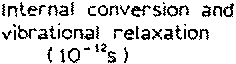 Internal conversion and
vibrational relaxation
(10⁻¹²s)